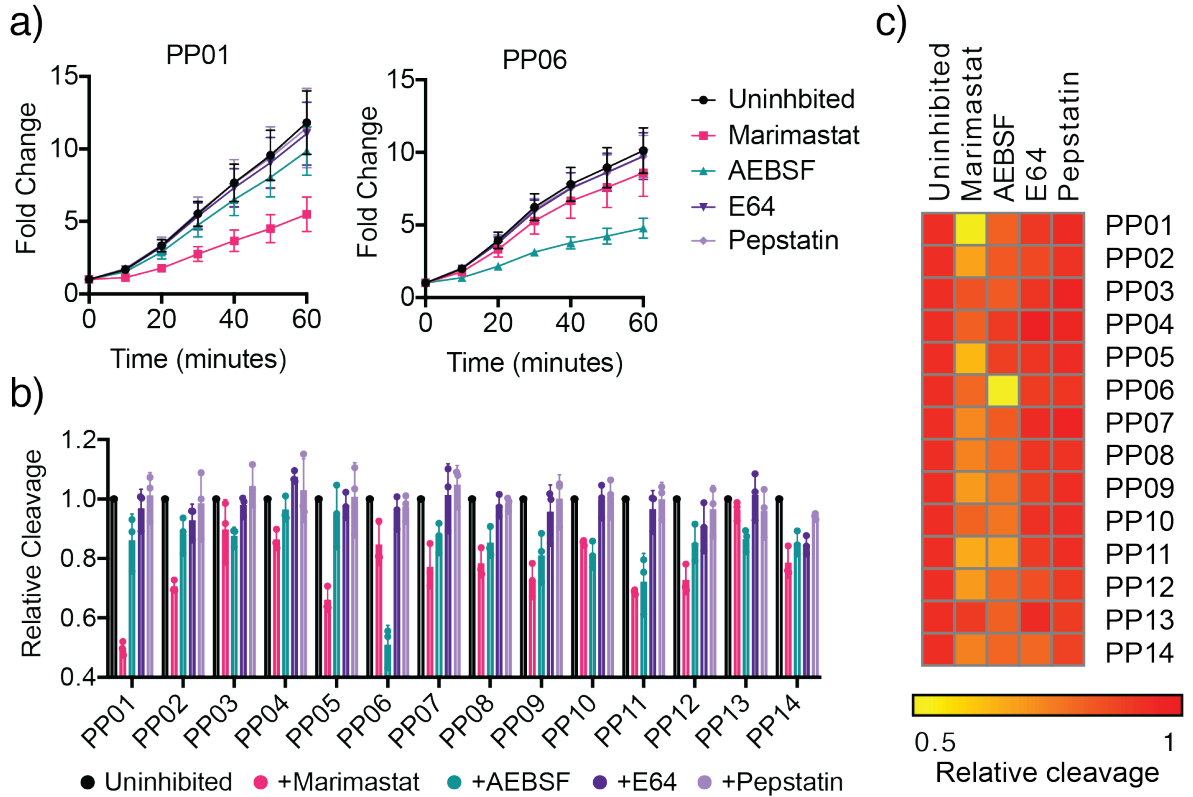 a)
PP01
15
10
5
0
Fold Change
0 20 40 60
Time (minutes)
PP06
15
10
5
0
Fold Change
0 20 40 60
Time (minutes)
Uninhbited
Marimastat
AEBSF
E64
Pepstatin
b)
1.2
1.0
0.8
0.6
0.4
Relative Cleavage
PP01 PP02 PP03 PP04 PP05 PP06 PP07 PP08 PP09 PP10 PP11 PP12 PP13 PP14
Uninhibited +Marimastat +AEBSF +E64 +Pepstatin
c)
Uninhibited
Marimastat
AEBSF
E64
Pepstatin
PP01
PP02
PP03
PP04
PP05
PP06
PP07
PP08
PP09
PP10
PP11
PP12
PP13
PP14
0.5 1
Relative cleavage